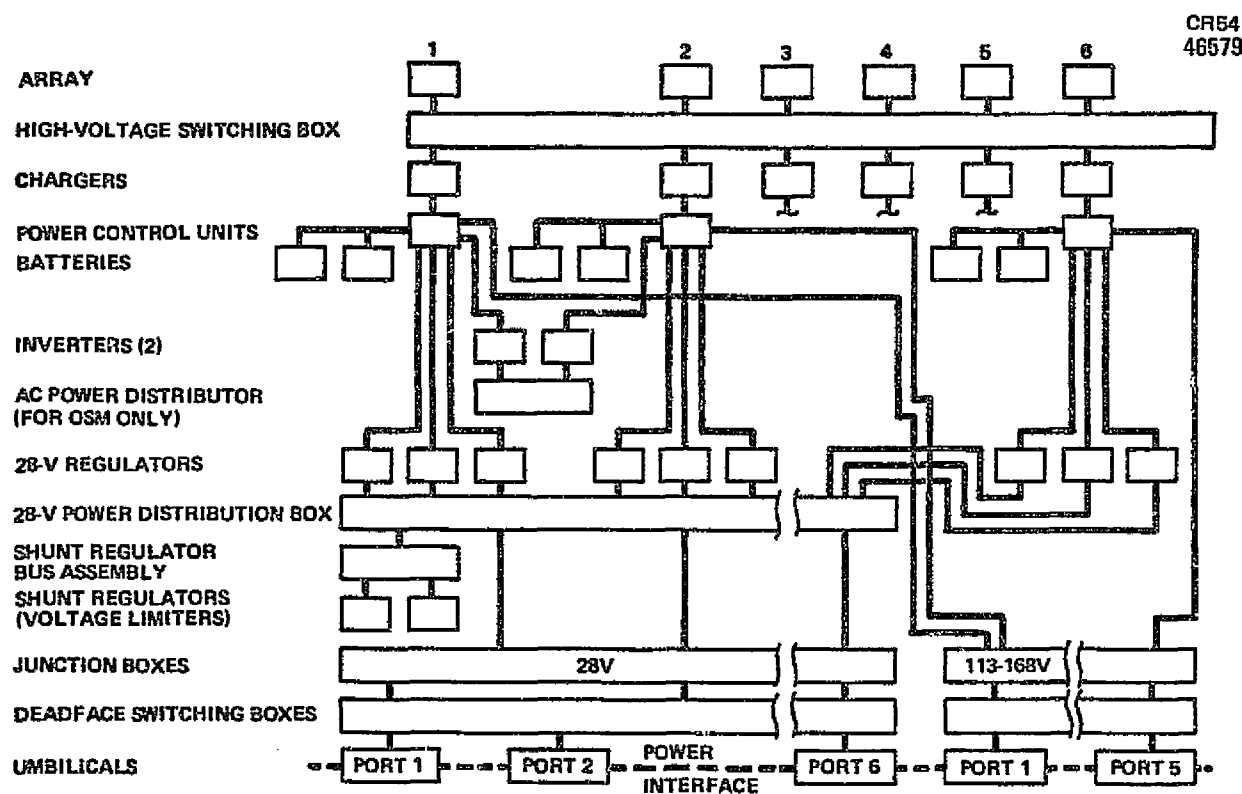 CR54
46579
1 2 3 4 5 6
ARRAY
HIGH-VOLTAGE SWITCHING BOX
CHARGERS
POWER CONTROL UNITS
BATTERIES
INVERTERS (2)
AC POWER DISTRIBUTOR
(FOR OSM ONLY)
28-V REGULATORS
28-V POWER DISTRIBUTION BOX
SHUNT REGULATOR
BUS ASSEMBLY
SHUNT REGULATORS
(VOLTAGE LIMITERS)
JUNCTION BOXES 28V 113-168V
DEADFACE SWITCHING BOXES
UMBILICALS PORT 1 PORT 2 POWER INTERFACE PORT 6 PORT 1 PORT 5